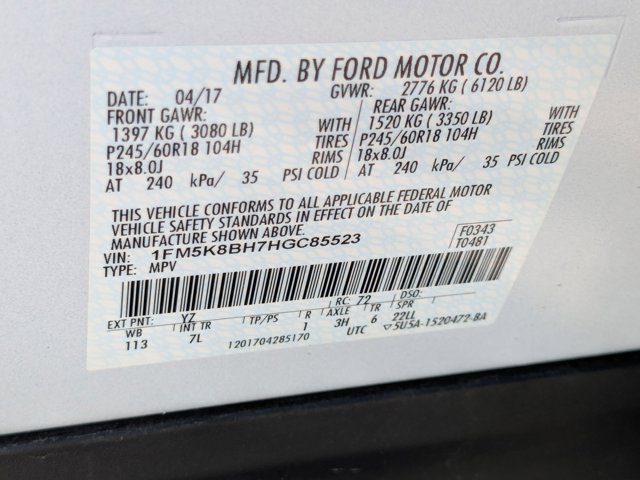 MFD. BY FORD MOTOR CO.
DATE: 04/17 GVWR: 2776 KG ( 6120 LB)
FRONT GAWR: REAR GAWR:
1397 KG ( 3080 LB) WITH 1520 KG ( 3350 LB) WITH
P245/60R18 104H TIRES P245/60R18 104H TIRES
18x8.0J RIMS 18x8.0J RIMS
AT 240 kPa/ 35 PSI COLD AT 240 kPa/ 35 PSI COLD
THIS VEHICLE CONFORMS TO ALL APPLICABLE FEDERAL MOTOR
VEHICLE SAFETY STANDARDS IN EFFECT ON THE DATE OF
MANUFACTURE SHOWN ABOVE.
VIN: 1FM5K8BH7HGC85523 F0343
TYPE: MPV T0481
EXT PNT: YZ RC: 72 DSO:
WB INT TR TP/PS R AXLE TR SPR
113 7L 1 3H 6 22LL
1201704285170 UTC ▽5U5A-1520472-BA